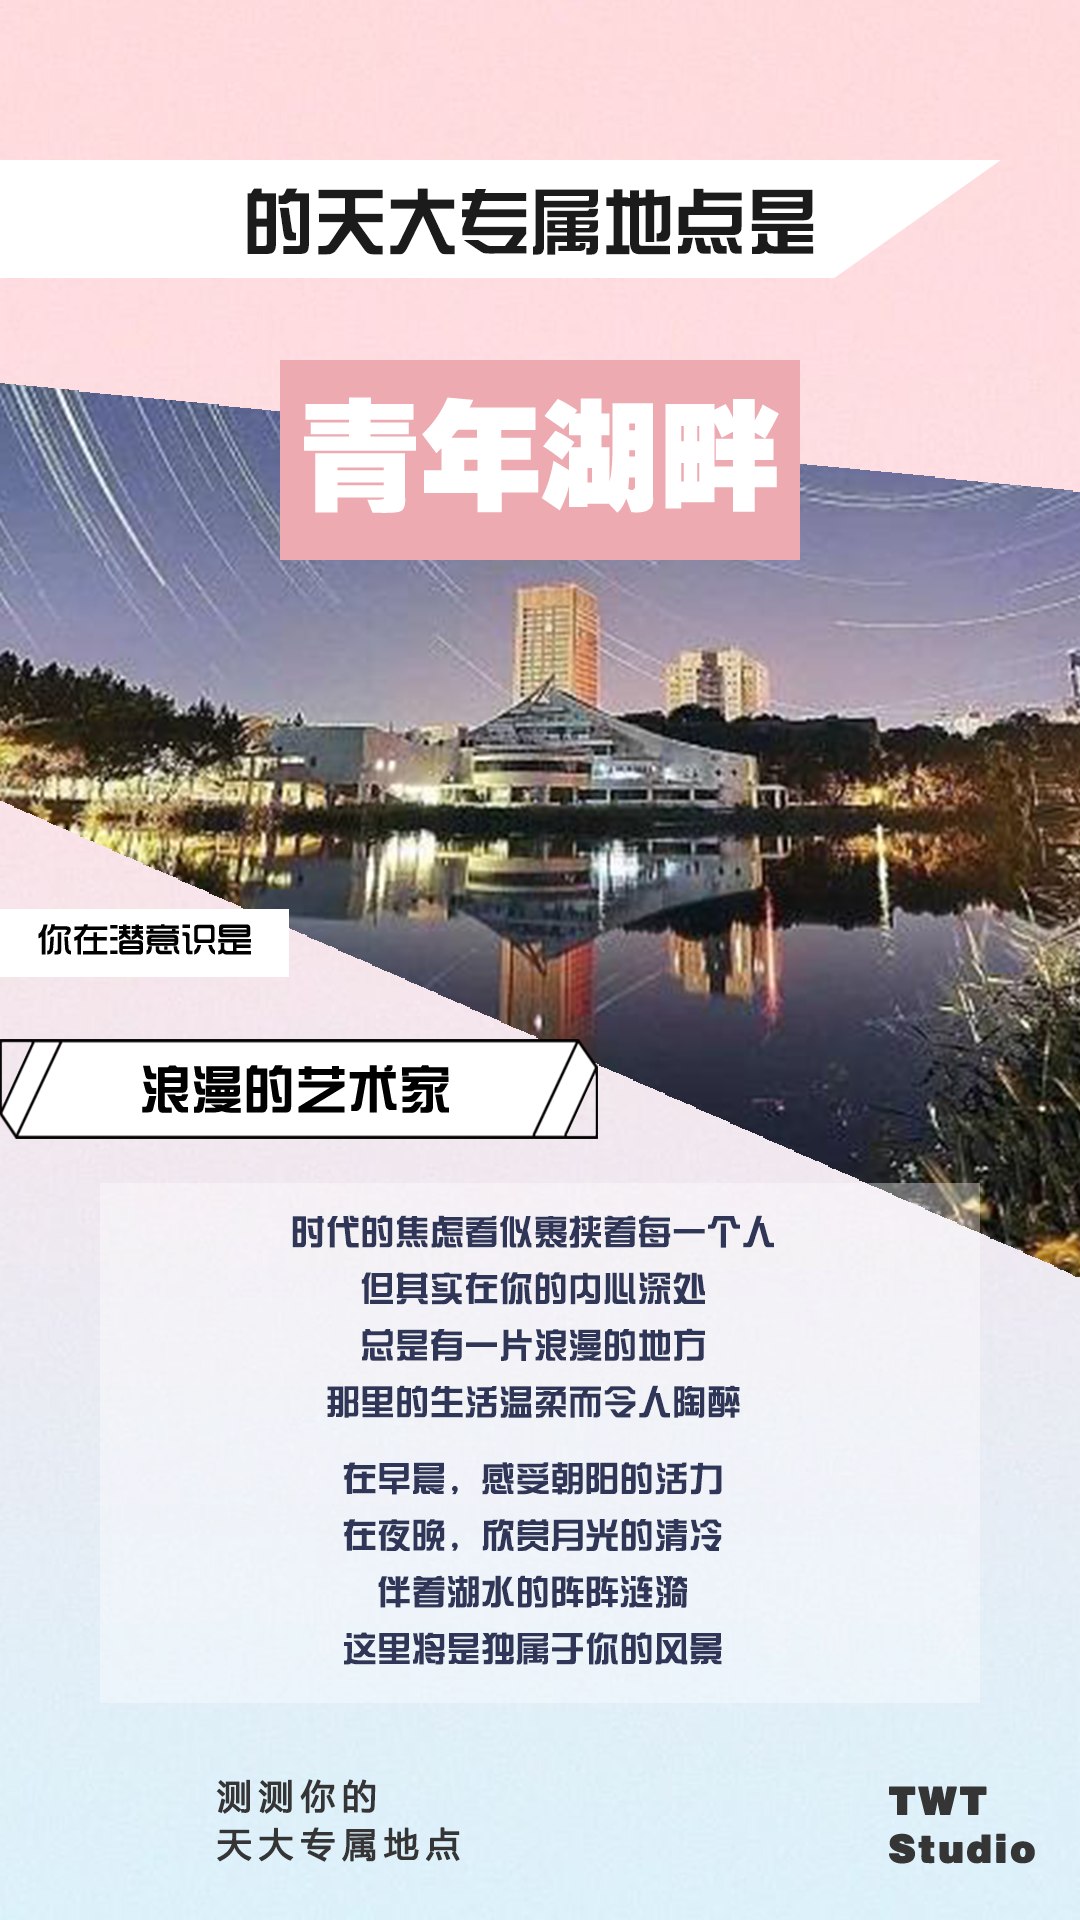 的天大专属地点是
青年湖畔
你在潜意识是
浪漫的艺术家
时代的焦虑看似裹挟着每一个人
但其实在你的内心深处
总是有一片浪漫的地方
那里的生活温柔而令人陶醉
在早晨，感受朝阳的活力
在夜晚，欣赏月光的清冷
伴着湖水的阵阵涟漪
这里将是独属于你的风景
测测你的
天大专属地点
TWT
Studio